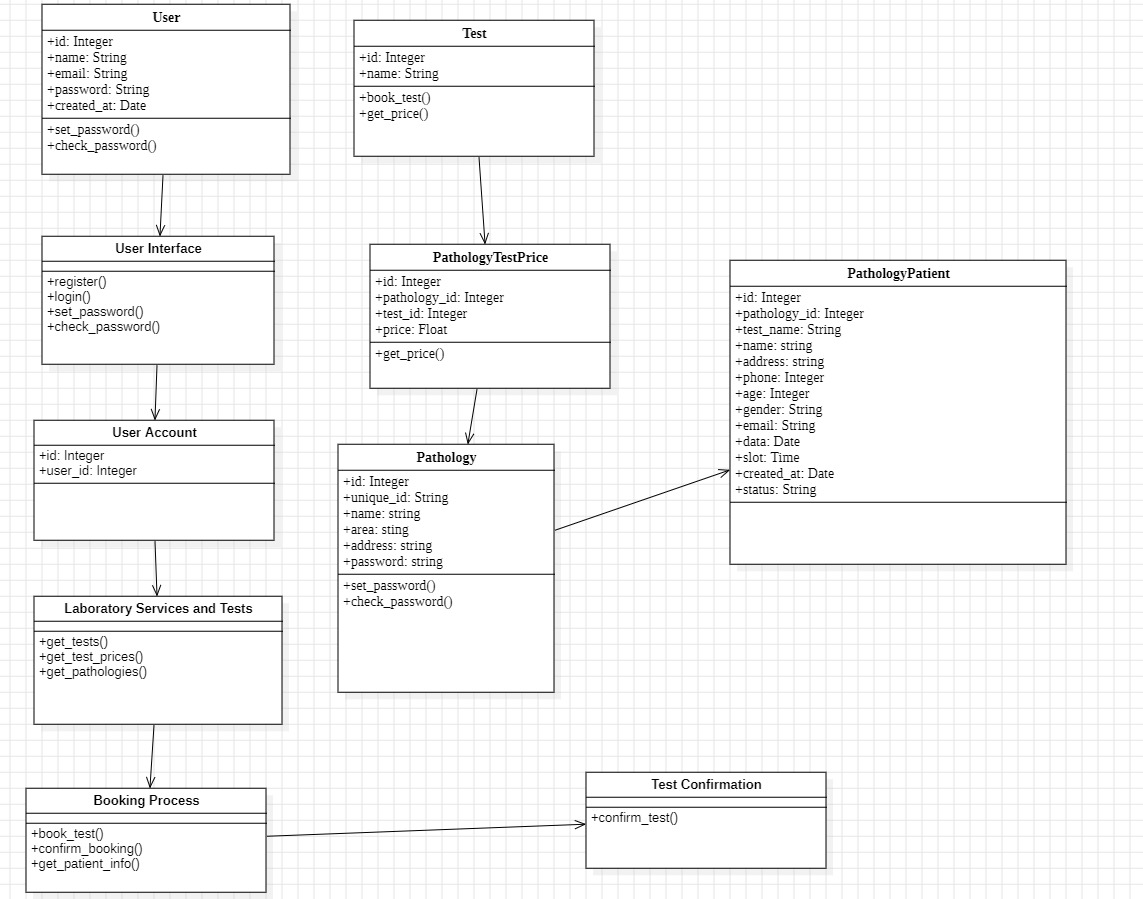 User
+id: Integer
+name: String
+email: String
+password: String
+created_at: Date
+set_password()
+check_password()
Test
+id: Integer
+name: String
+book_test()
+get_price()
User Interface
+register()
+login()
+set_password()
+check_password()
PathologyTestPrice
+id: Integer
+pathology_id: Integer
+test_id: Integer
+price: Float
+get_price()
PathologyPatient
+id: Integer
+pathology_id: Integer
+test_name: String
+name: string
+address: string
+phone: Integer
+age: Integer
+gender: String
+email: String
+data: Date
+slot: Time
+created_at: Date
+status: String
User Account
+id: Integer
+user_id: Integer
Pathology
+id: Integer
+unique_id: String
+name: string
+area: sting
+address: string
+password: string
+set_password()
+check_password()
Laboratory Services and Tests
+get_tests()
+get_test_prices()
+get_pathologies()
Booking Process
+book_test()
+confirm_booking()
+get_patient_info()
Test Confirmation
+confirm_test()